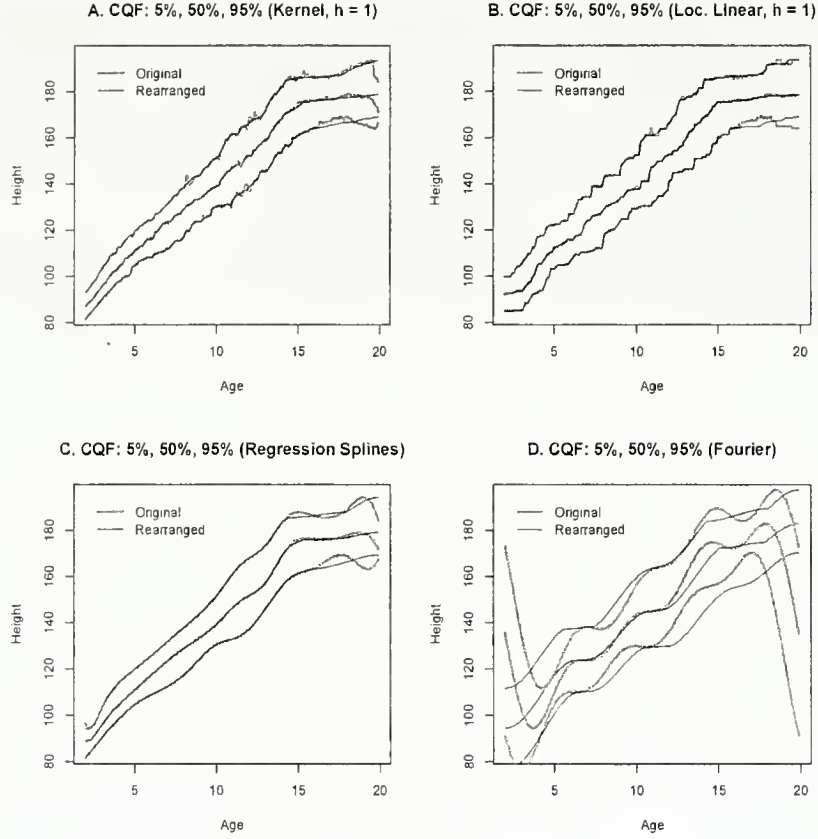 A. CQF: 5%, 50%, 95% (Kernel, h = 1)
Original
Rearranged
Height
80 100 120 140 160 180
5 10 15 20
Age
B. CQF: 5%, 50%, 95% (Loc. Linear, h = 1)
Original
Rearranged
Height
80 100 120 140 160 180
5 10 15 20
Age
C. CQF: 5%, 50%, 95% (Regression Splines)
Original
Rearranged
Height
80 100 120 140 160 180
5 10 15 20
Age
D. CQF: 5%, 50%, 95% (Fourier)
Original
Rearranged
Height
80 100 120 140 160 180
5 10 15 20
Age